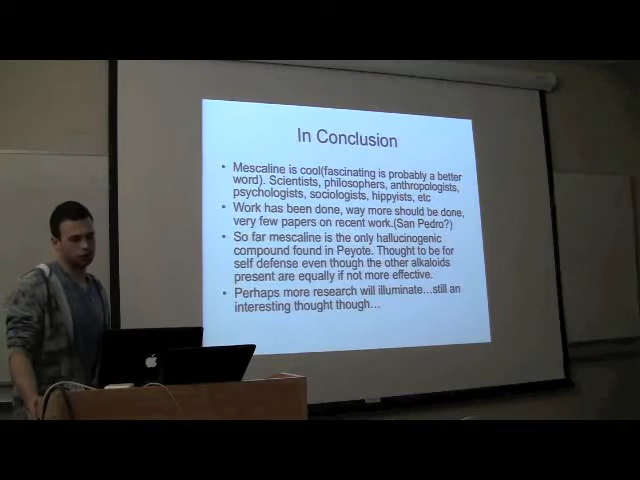 In Conclusion
• Mescaline is cool(fascinating is probably a better
word). Scientists, philosophers, anthropologists,
psychologists, sociologists, hippyists, etc
• Work has been done, way more should be done,
very few papers on recent work.(San Pedro?)
• So far mescaline is the only hallucinogenic
compound found in Peyote. Thought to be for
self defense even though the other alkaloids
present are equally if not more effective.
• Perhaps more research will illuminate…still an
interesting thought though…